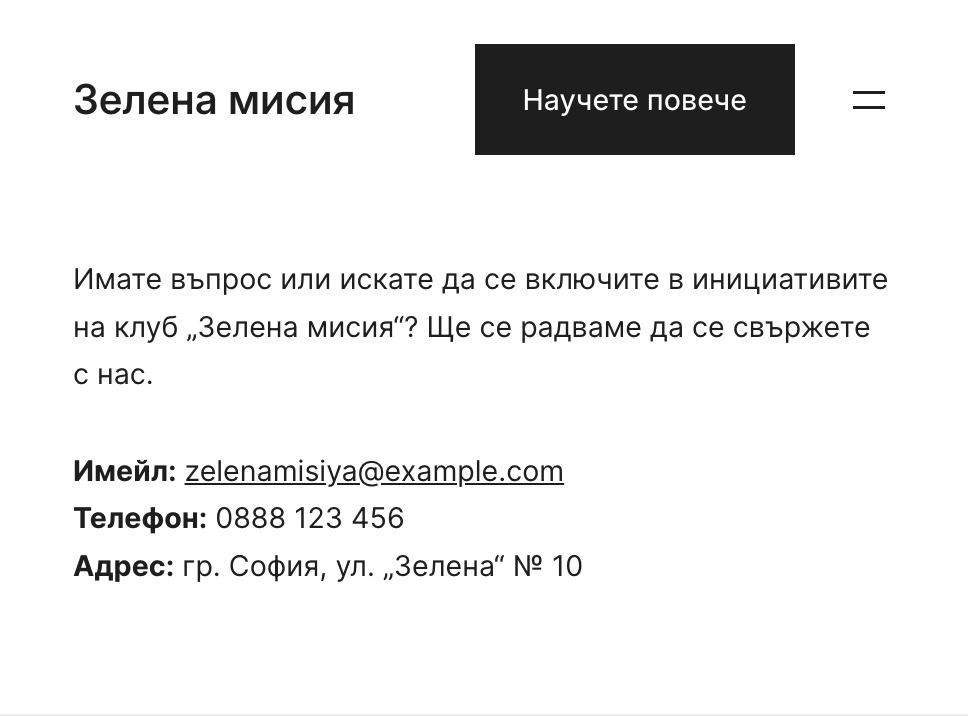 Зелена мисия
Научете повече
Имате въпрос или искате да се включите в инициативите
на клуб „Зелена мисия“? Ще се радваме да се свържете
с нас.
Имейл: zelenamisiya@example.com
Телефон: 0888 123 456
Адрес: гр. София, ул. „Зелена“ № 10